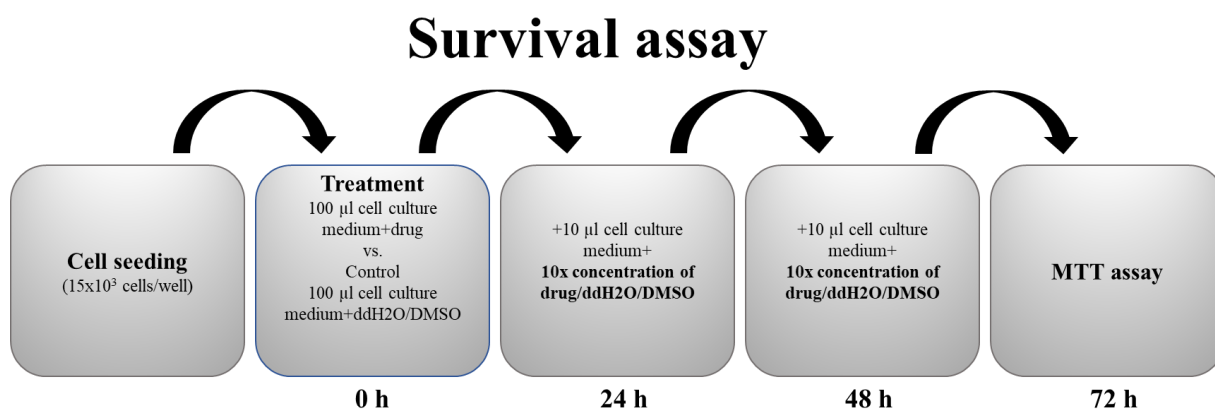 Survival assay
Cell seeding
(15x10³ cells/well)
Treatment
100 µl cell culture
medium+drug
vs.
Control
100 µl cell culture
medium+ddH2O/DMSO
+10 µl cell culture
medium+
10x concentration of
drug/ddH2O/DMSO
+10 µl cell culture
medium+
10x concentration of
drug/ddH2O/DMSO
MTT assay
0 h
24 h
48 h
72 h